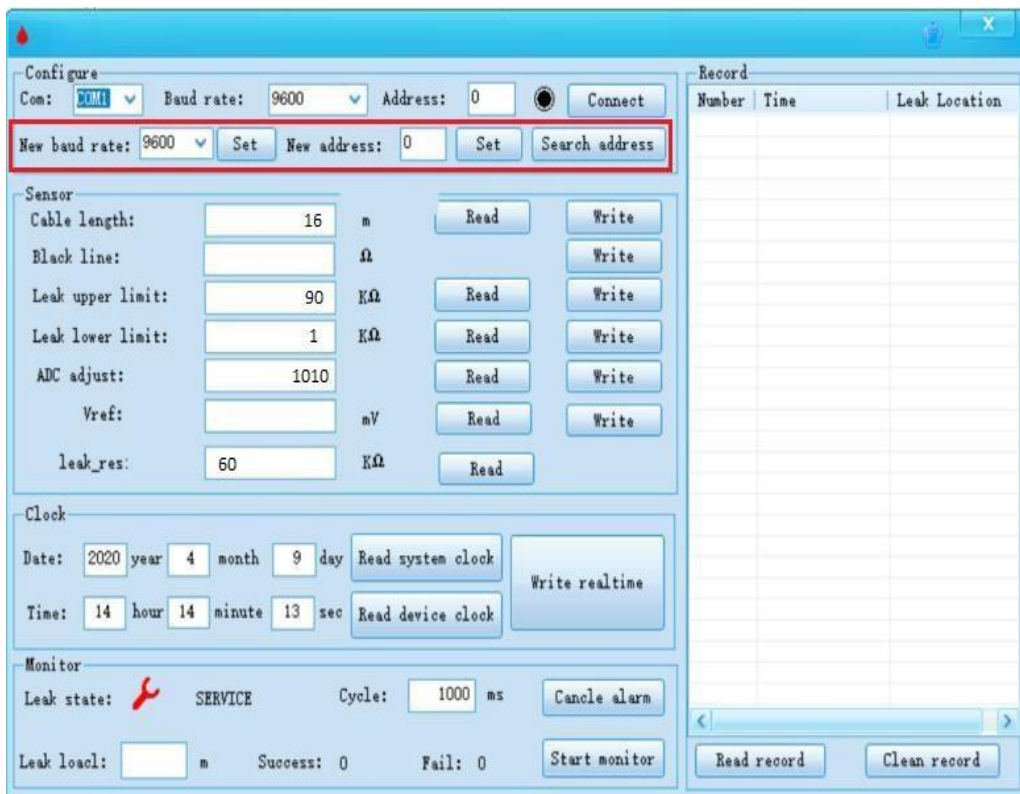 X
Configure
Com: COM1 Baud rate: 9600 Address: 0 Connect
New baud rate: 9600 Set New address: 0 Set Search address
Sensor
Cable length: 16 m Read Write
Black line: Ω Write
Leak upper limit: 90 KΩ Read Write
Leak lower limit: 1 KΩ Read Write
ADC adjust: 1010 Read Write
Vref: mV Read Write
leak_res: 60 KΩ Read
Clock
Date: 2020 year 4 month 9 day Read system clock
Write realtime
Time: 14 hour 14 minute 13 sec Read device clock
Monitor
Leak state: SERVICE Cycle: 1000 ms Cancle alarm
Leak loacl: m Success: 0 Fail: 0 Start monitor
Record
Number Time Leak Location
Read record Clean record